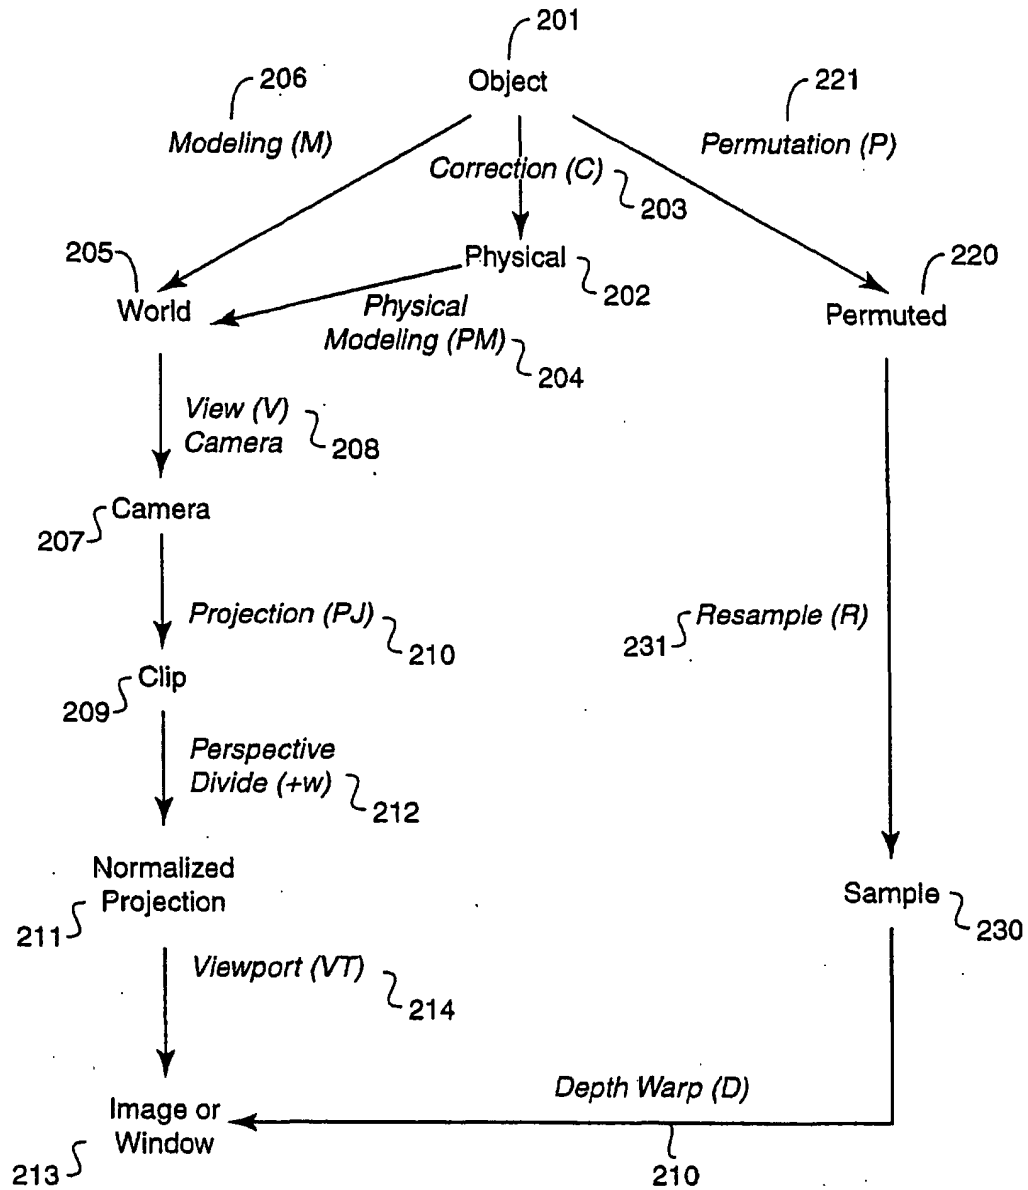 201
Object
206
221
Modeling (M)
Permutation (P)
Correction (C)
203
205
Physical
220
202
World
Permuted
Physical
Modeling (PM)
204
View (V)
Camera
208
Camera
207
Projection (PJ)
210
Resample (R)
231
Clip
209
Perspective
Divide (+w)
212
Normalized
Projection
211
Sample
230
Viewport (VT)
214
Depth Warp (D)
Image or
Window
213
210